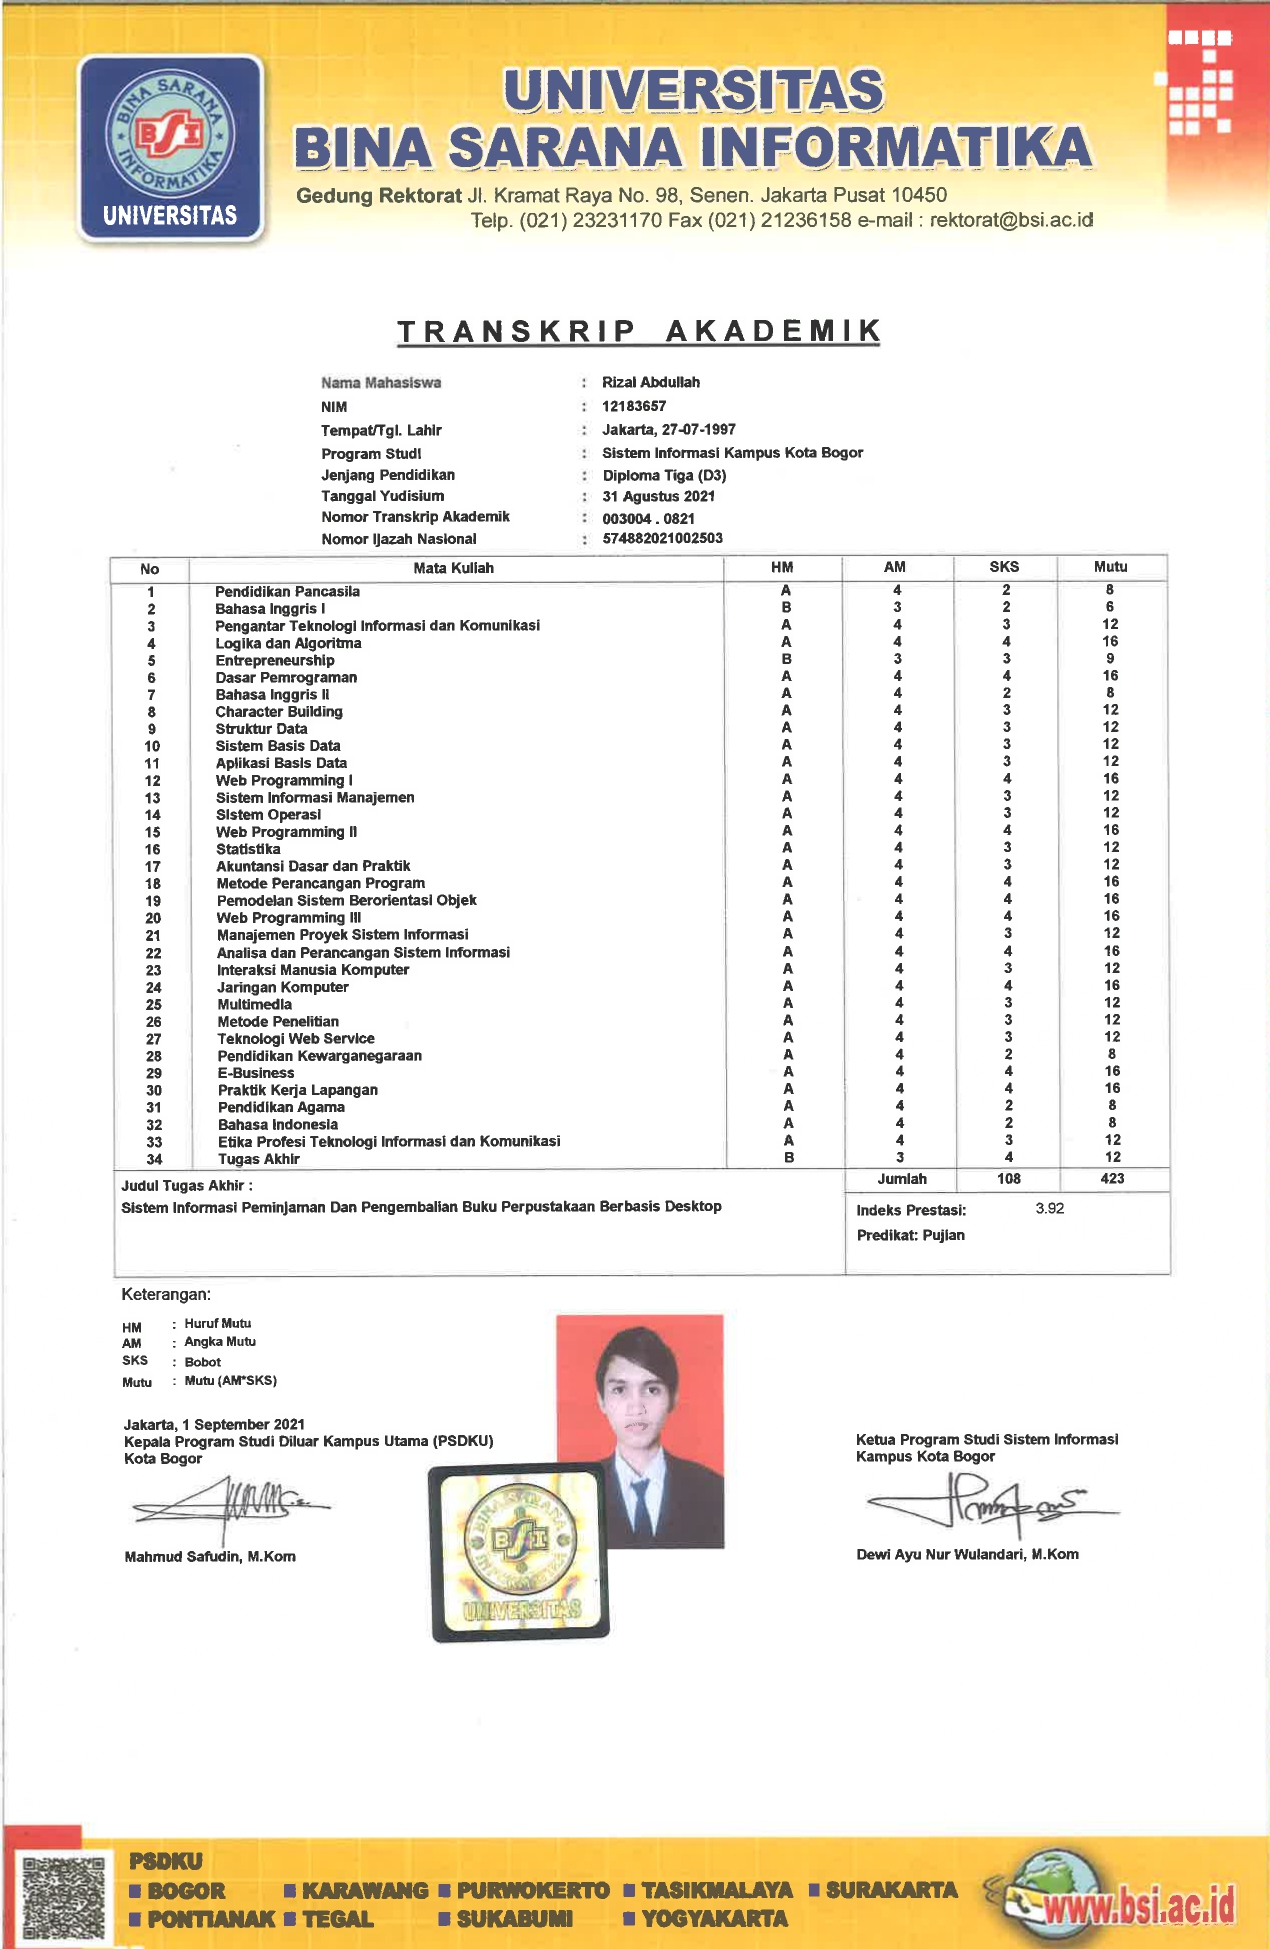 BINA SARANA
BSI
INFORMATIKA
UNIVERSITAS
UNIVERSITAS
BINA SARANA INFORMATIKA
Gedung Rektorat Jl. Kramat Raya No. 98, Senen. Jakarta Pusat 10450
Telp. (021) 23231170 Fax (021) 21236158 e-mail : rektorat@bsi.ac.id
TRANSKRIP AKADEMIK
Nama Mahasiswa : Rizal Abdullah
NIM : 12183657
Tempat/Tgl. Lahir : Jakarta, 27-07-1997
Program Studi : Sistem Informasi Kampus Kota Bogor
Jenjang Pendidikan : Diploma Tiga (D3)
Tanggal Yudisium : 31 Agustus 2021
Nomor Transkrip Akademik : 003004 . 0821
Nomor Ijazah Nasional : 574882021002503
No Mata Kuliah HM AM SKS Mutu
1 Pendidikan Pancasila A 4 2 8
2 Bahasa Inggris I B 3 2 6
3 Pengantar Teknologi Informasi dan Komunikasi A 4 3 12
4 Logika dan Algoritma A 4 4 16
5 Entrepreneurship B 3 3 9
6 Dasar Pemrograman A 4 4 16
7 Bahasa Inggris II A 4 2 8
8 Character Building A 4 3 12
9 Struktur Data A 4 3 12
10 Sistem Basis Data A 4 3 12
11 Aplikasi Basis Data A 4 3 12
12 Web Programming I A 4 4 16
13 Sistem Informasi Manajemen A 4 3 12
14 Sistem Operasi A 4 3 12
15 Web Programming II A 4 4 16
16 Statistika A 4 3 12
17 Akuntansi Dasar dan Praktik A 4 3 12
18 Metode Perancangan Program A 4 4 16
19 Pemodelan Sistem Berorientasi Objek A 4 4 16
20 Web Programming III A 4 4 16
21 Manajemen Proyek Sistem Informasi A 4 3 12
22 Analisa dan Perancangan Sistem Informasi A 4 4 16
23 Interaksi Manusia Komputer A 4 3 12
24 Jaringan Komputer A 4 4 16
25 Multimedia A 4 3 12
26 Metode Penelitian A 4 3 12
27 Teknologi Web Service A 4 3 12
28 Pendidikan Kewarganegaraan A 4 2 8
29 E-Business A 4 4 16
30 Praktik Kerja Lapangan A 4 4 16
31 Pendidikan Agama A 4 2 8
32 Bahasa Indonesia A 4 2 8
33 Etika Profesi Teknologi Informasi dan Komunikasi A 4 3 12
34 Tugas Akhir B 3 4 12
Judul Tugas Akhir : Jumlah 108 423
Sistem Informasi Peminjaman Dan Pengembalian Buku Perpustakaan Berbasis Desktop Indeks Prestasi: 3.92
Predikat: Pujian
Keterangan:
HM : Huruf Mutu
AM : Angka Mutu
SKS : Bobot
Mutu : Mutu (AM*SKS)
Jakarta, 1 September 2021
Kepala Program Studi Diluar Kampus Utama (PSDKU)
Kota Bogor
Mahmud Safudin, M.Kom
BINA SARANA
BSI
INFORMATIKA
UNIVERSITAS
Ketua Program Studi Sistem Informasi
Kampus Kota Bogor
Dewi Ayu Nur Wulandari, M.Kom
PSDKU
BOGOR KARAWANG PURWOKERTO TASIKMALAYA SURAKARTA
PONTIANAK TEGAL SUKABUMI YOGYAKARTA
www.bsi.ac.id